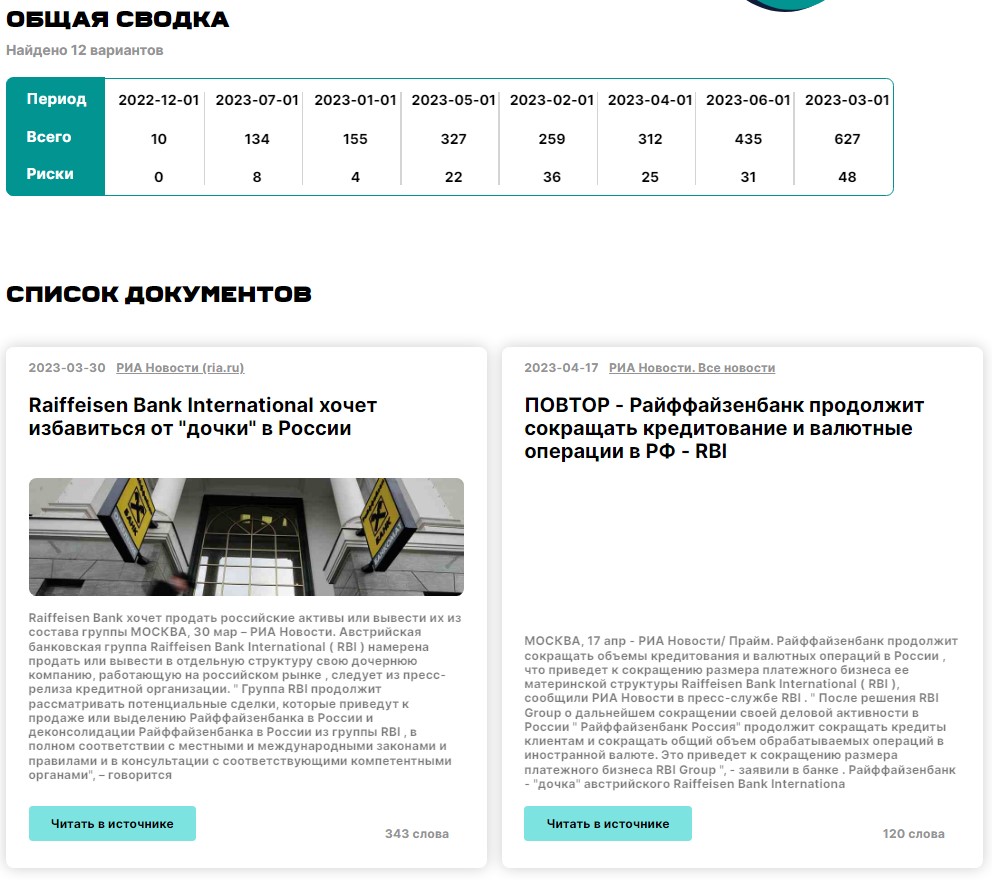 ОБЩАЯ СВОДКА
Найдено 12 вариантов
Период 2022-12-01 2023-07-01 2023-01-01 2023-05-01 2023-02-01 2023-04-01 2023-06-01 2023-03-01
Всего 10 134 155 327 259 312 435 627
Риски 0 8 4 22 36 25 31 48
СПИСОК ДОКУМЕНТОВ
2023-03-30 РИА Новости (ria.ru)
Raiffeisen Bank International хочет
избавиться от "дочки" в России
БАНК
БАНК
Raiffeisen Bank хочет продать российские активы или вывести их из
состава группы МОСКВА, 30 мар – РИА Новости. Австрийская
банковская группа Raiffeisen Bank International ( RBI ) намерена
продать или вывести в отдельную структуру свою дочернюю
компанию, работающую на российском рынке , следует из пресс-
релиза кредитной организации. " Группа RBI продолжит
рассматривать потенциальные сделки, которые приведут к
продаже или выделению Райффайзенбанка в России и
деконсолидации Райффайзенбанка в России из группы RBI , в
полном соответствии с местными и международными законами и
правилами и в консультации с соответствующими компетентными
органами", – говорится
Читать в источнике
343 слова
2023-04-17 РИА Новости. Все новости
ПОВТОР - Райффайзенбанк продолжит
сокращать кредитование и валютные
операции в РФ - RBI
МОСКВА, 17 апр - РИА Новости/ Прайм. Райффайзенбанк продолжит
сокращать объемы кредитования и валютных операций в России ,
что приведет к сокращению размера платежного бизнеса ее
материнской структуры Raiffeisen Bank International ( RBI ),
сообщили РИА Новости в пресс-службе RBI . " После решения RBI
Group о дальнейшем сокращении своей деловой активности в
России " Райффайзенбанк Россия" продолжит сокращать кредиты
клиентам и сокращать общий объем обрабатываемых операций в
иностранной валюте. Это приведет к сокращению размера
платежного бизнеса RBI Group ", - заявили в банке . Райффайзенбанк
- "дочка" австрийского Raiffeisen Bank Internationa
Читать в источнике
120 слова